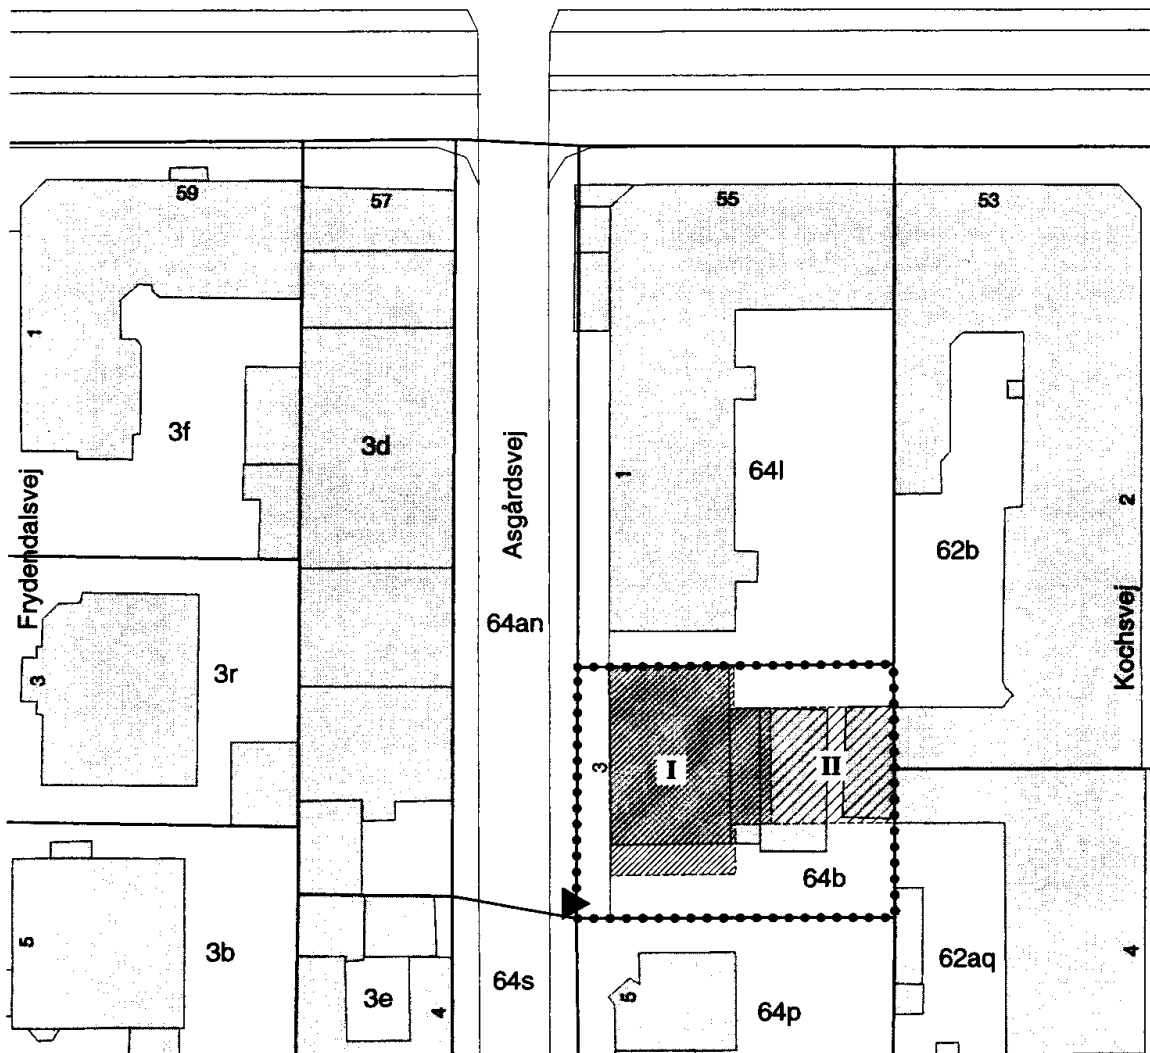 59
57
55
53
1
3f
3d
Asgårdsvej
1
64l
62b
2
Frydendalsvej
3
3r
64an
Kochsvej
3
I
II
64b
5
3b
3e
4
64s
5
64p
62aq
4